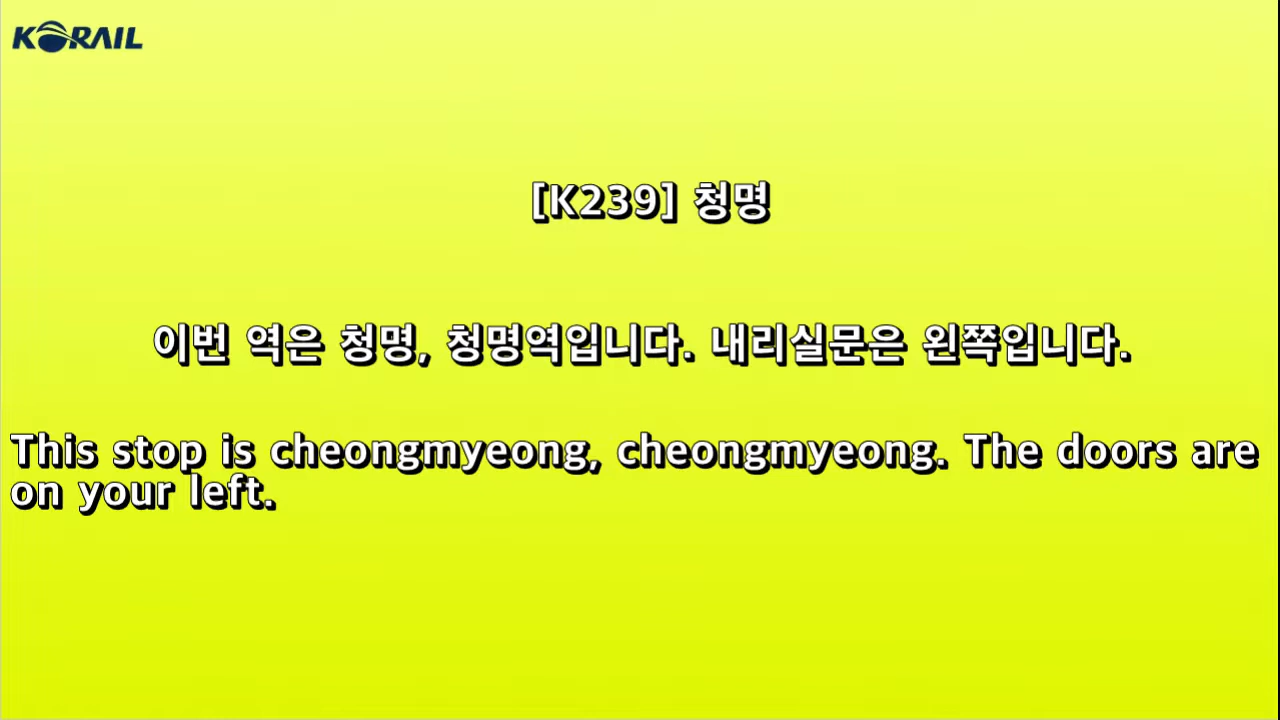 KORAIL
[K239] 청명
이번 역은 청명, 청명역입니다. 내리실문은 왼쪽입니다.
This stop is cheongmyeong, cheongmyeong. The doors are
on your left.